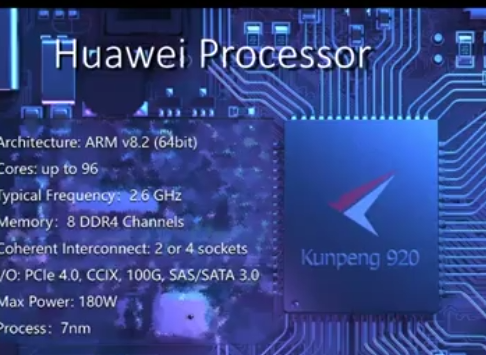 Huawei Processor
Architecture: ARM v8.2 (64bit)
Cores: up to 96
Typical Frequency: 2.6 GHz
Memory: 8 DDR4 Channels
Coherent Interconnect: 2 or 4 sockets
I/O: PCIe 4.0, CCIX, 100G, SAS/SATA 3.0
Max Power: 180W
Process: 7nm
Kunpeng 920